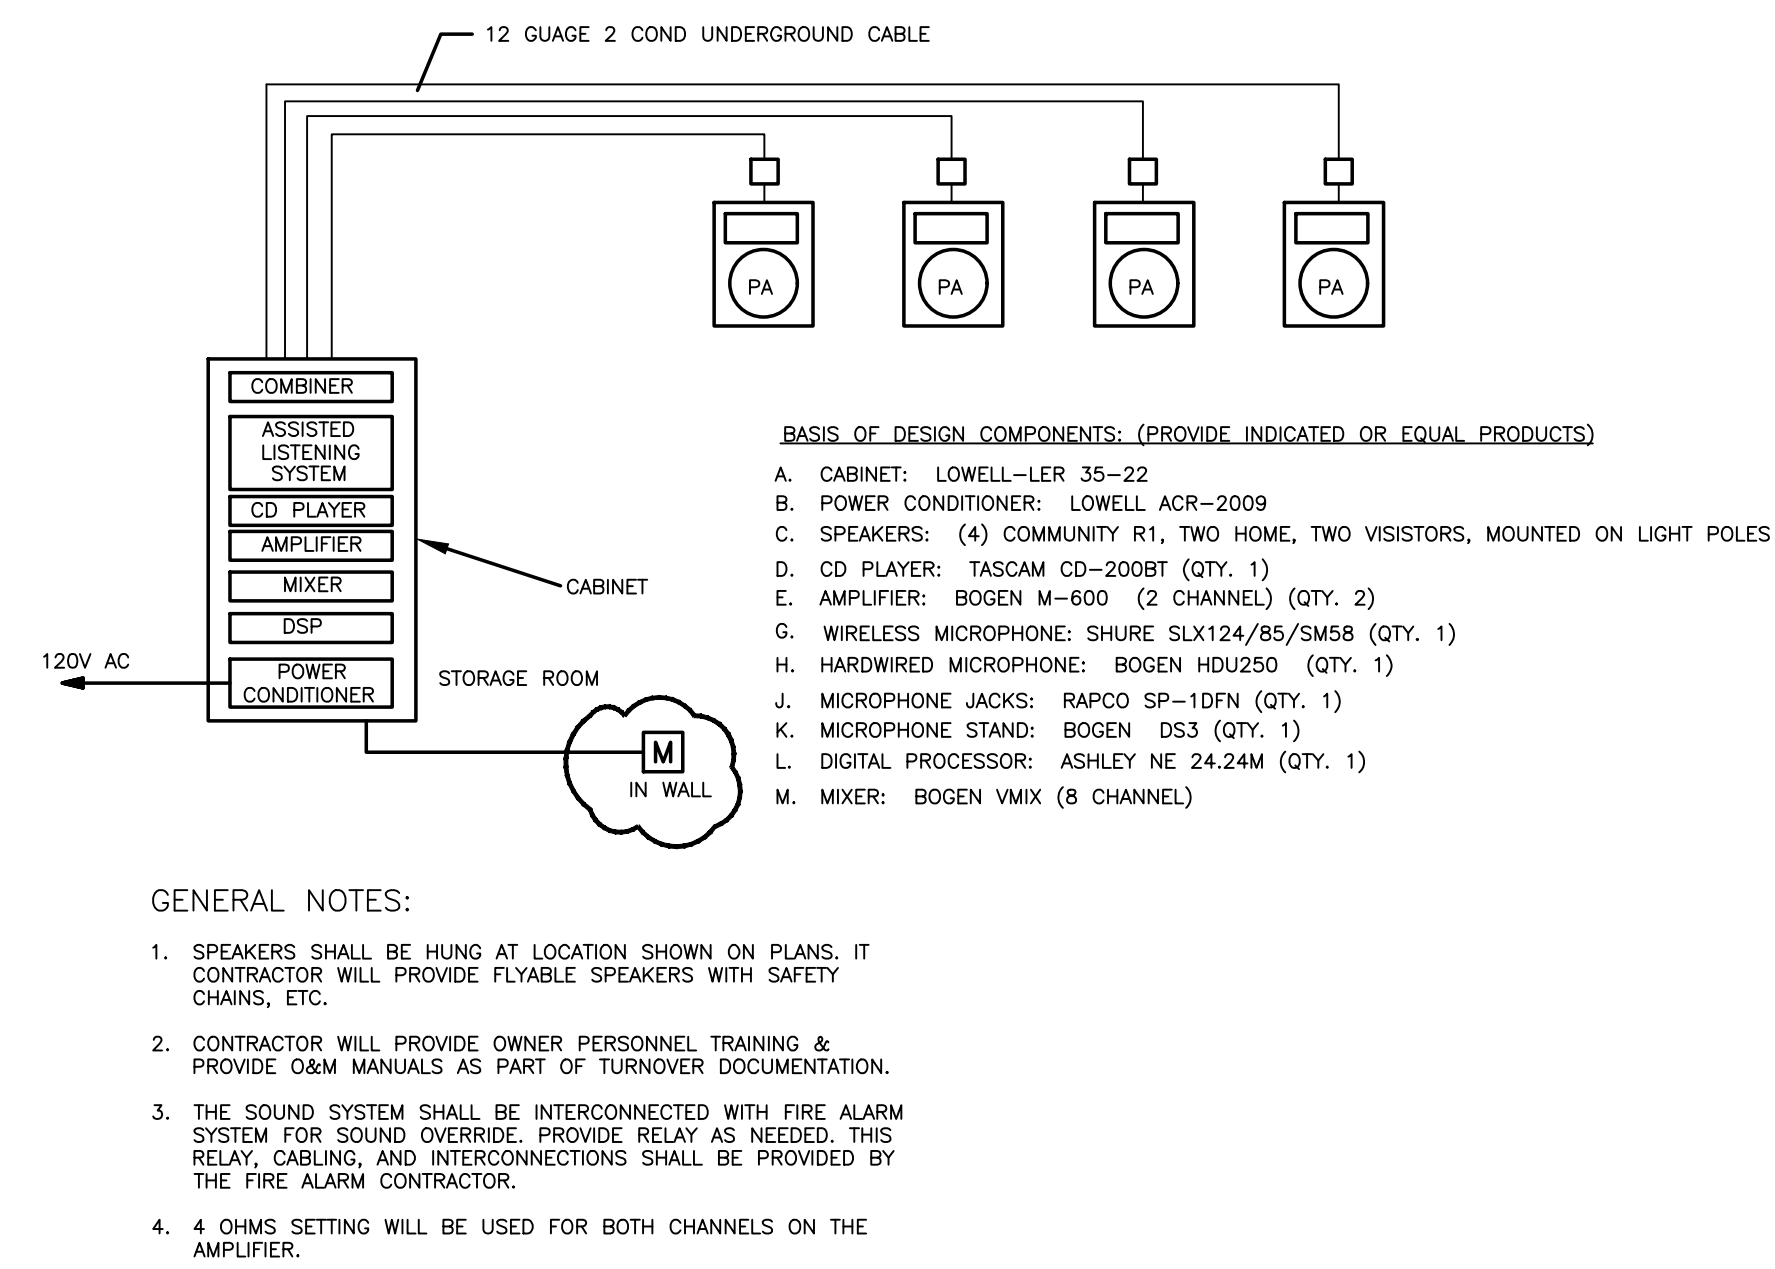 12 GUAGE 2 COND UNDERGROUND CABLE
PA
PA
PA
PA
COMBINER
ASSISTED
LISTENING
SYSTEM
CD PLAYER
AMPLIFIER
MIXER
DSP
POWER
CONDITIONER
120V AC
CABINET
STORAGE ROOM
M
IN WALL
BASIS OF DESIGN COMPONENTS: (PROVIDE INDICATED OR EQUAL PRODUCTS)
A. CABINET: LOWELL-LER 35-22
B. POWER CONDITIONER: LOWELL ACR-2009
C. SPEAKERS: (4) COMMUNITY R1, TWO HOME, TWO VISISTORS, MOUNTED ON LIGHT POLES
D. CD PLAYER: TASCAM CD-200BT (QTY. 1)
E. AMPLIFIER: BOGEN M-600 (2 CHANNEL) (QTY. 2)
G. WIRELESS MICROPHONE: SHURE SLX124/85/SM58 (QTY. 1)
H. HARDWIRED MICROPHONE: BOGEN HDU250 (QTY. 1)
J. MICROPHONE JACKS: RAPCO SP-1DFN (QTY. 1)
K. MICROPHONE STAND: BOGEN DS3 (QTY. 1)
L. DIGITAL PROCESSOR: ASHLEY NE 24.24M (QTY. 1)
M. MIXER: BOGEN VMIX (8 CHANNEL)
GENERAL NOTES:
1. SPEAKERS SHALL BE HUNG AT LOCATION SHOWN ON PLANS. IT
CONTRACTOR WILL PROVIDE FLYABLE SPEAKERS WITH SAFETY
CHAINS, ETC.
2. CONTRACTOR WILL PROVIDE OWNER PERSONNEL TRAINING &
PROVIDE O&M MANUALS AS PART OF TURNOVER DOCUMENTATION.
3. THE SOUND SYSTEM SHALL BE INTERCONNECTED WITH FIRE ALARM
SYSTEM FOR SOUND OVERRIDE. PROVIDE RELAY AS NEEDED. THIS
RELAY, CABLING, AND INTERCONNECTIONS SHALL BE PROVIDED BY
THE FIRE ALARM CONTRACTOR.
4. 4 OHMS SETTING WILL BE USED FOR BOTH CHANNELS ON THE
AMPLIFIER.